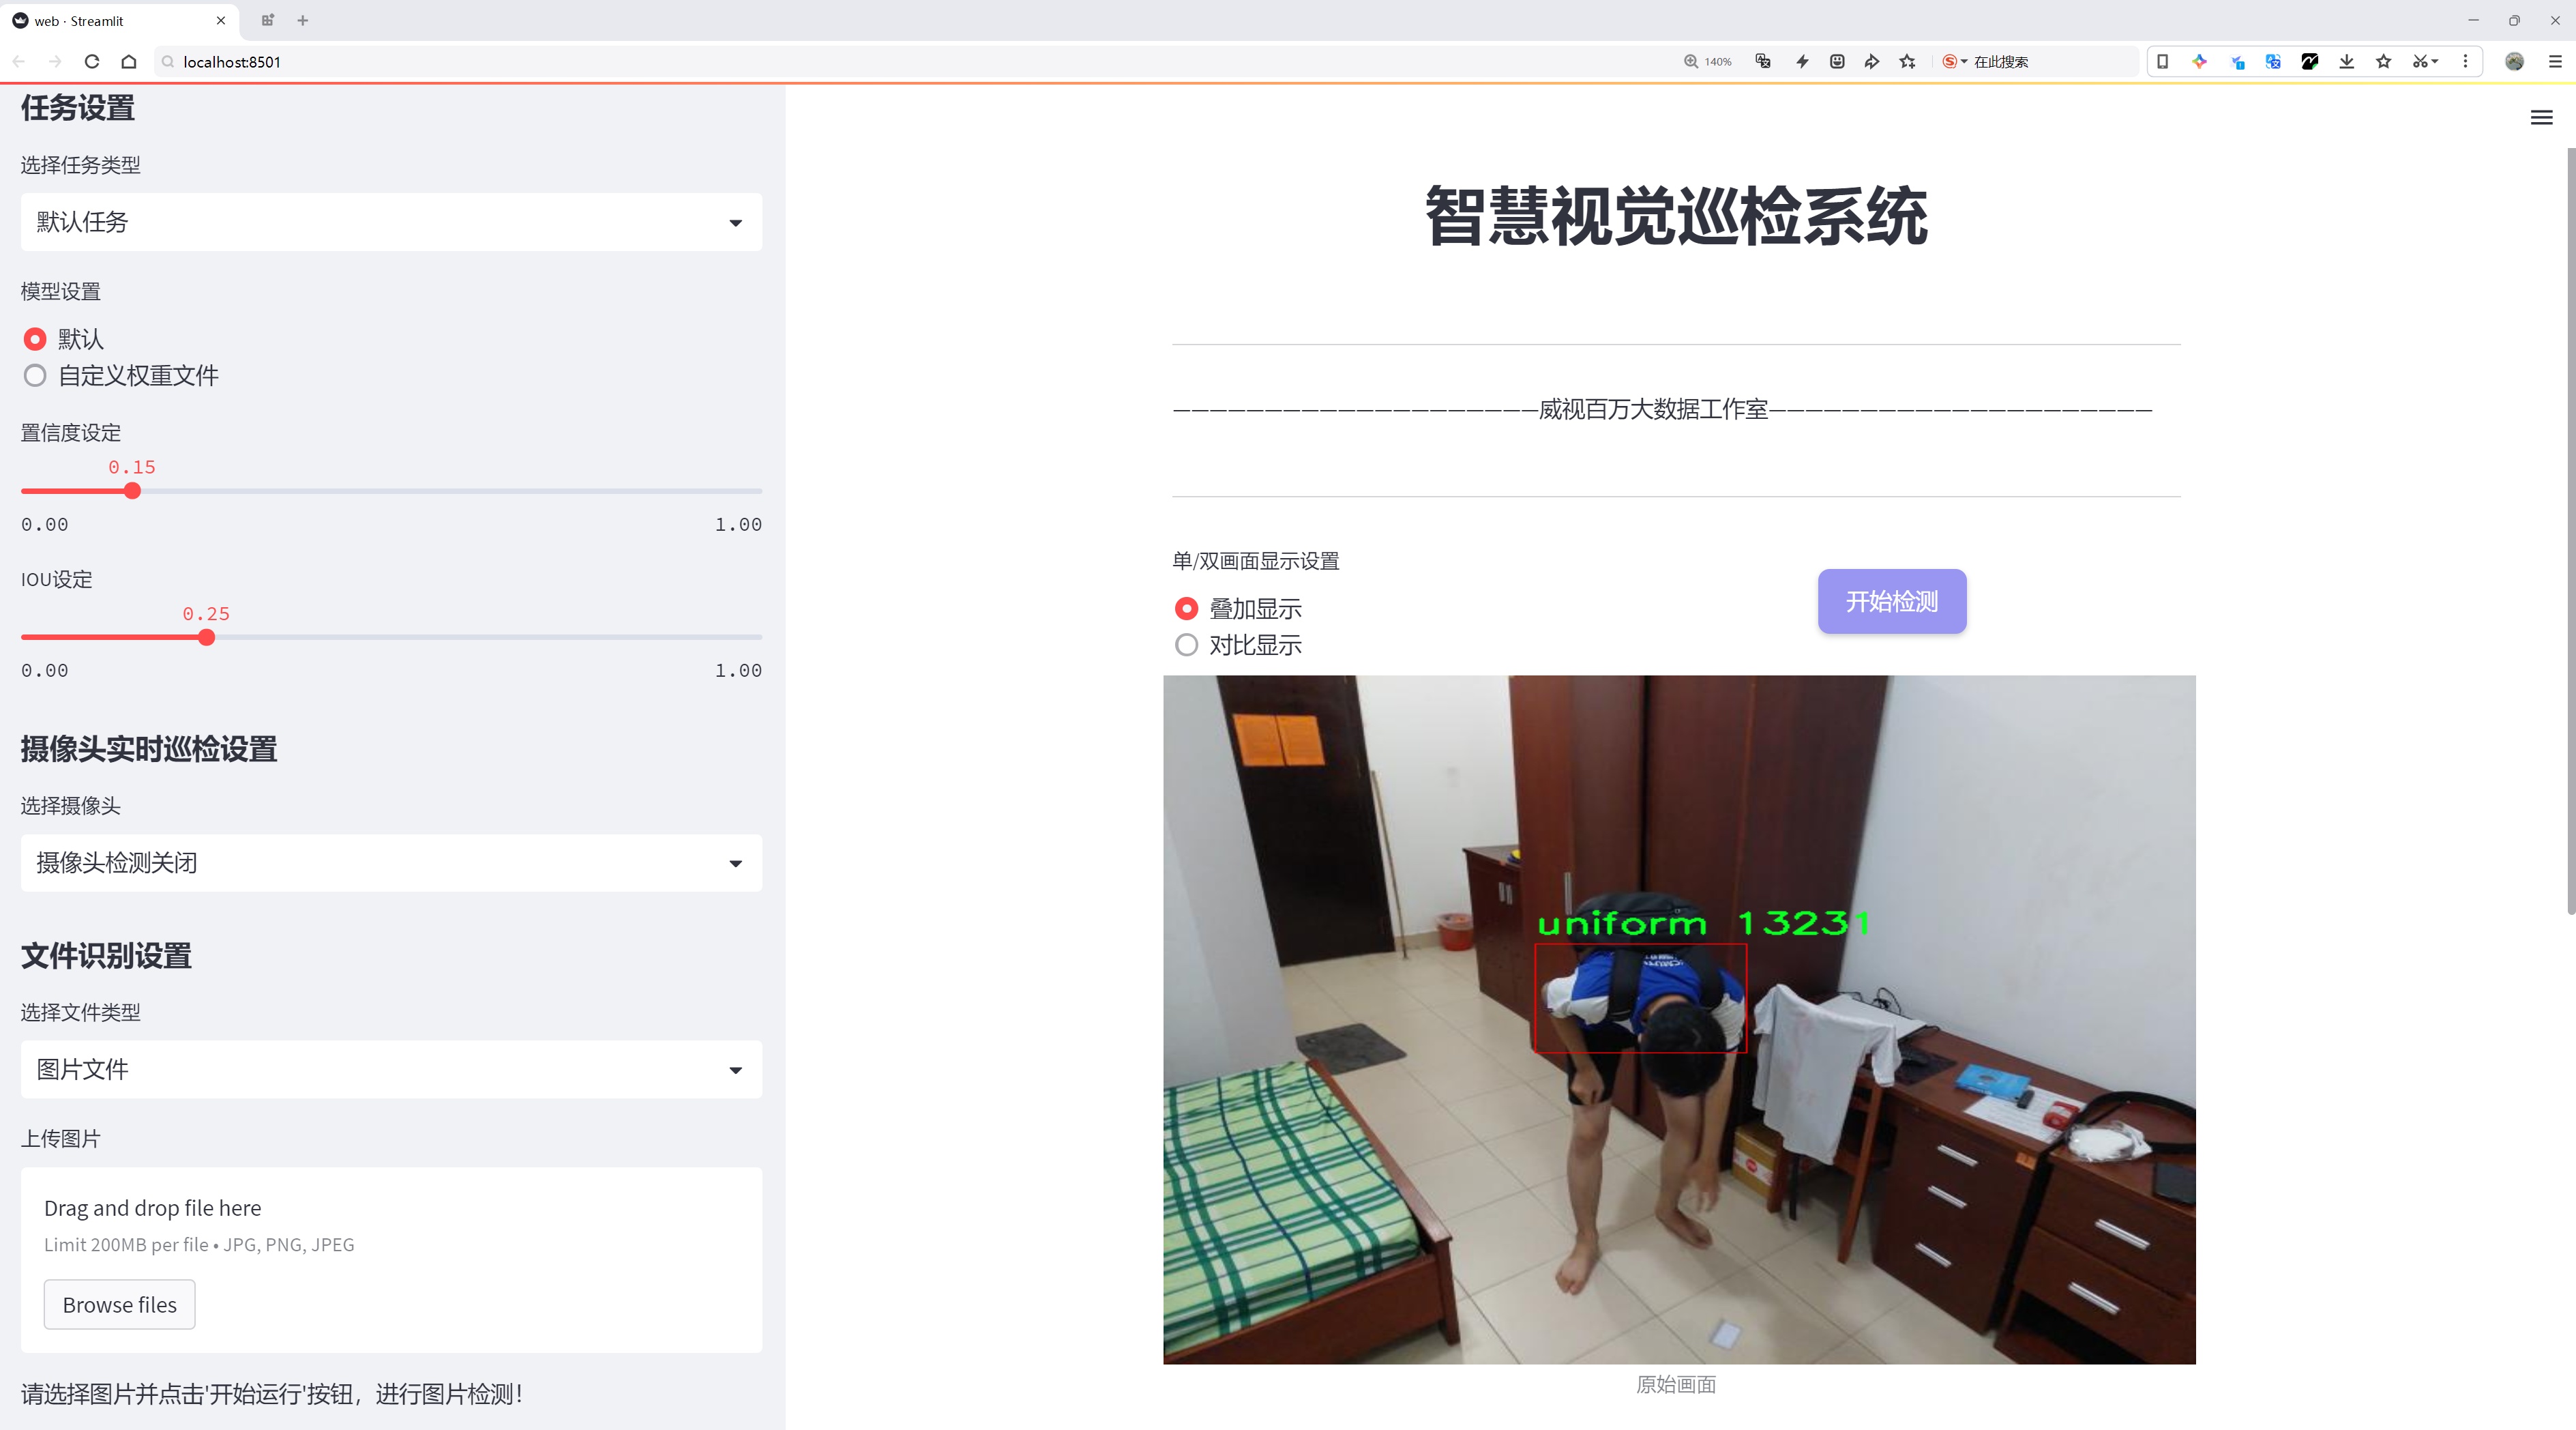 web · Streamlit
localhost:8501
140%
在此搜索
任务设置
选择任务类型
默认任务
模型设置
默认
自定义权重文件
置信度设定
0.15
0.00
1.00
IOU设定
0.25
0.00
1.00
摄像头实时巡检设置
选择摄像头
摄像头检测关闭
文件识别设置
选择文件类型
图片文件
上传图片
Drag and drop file here
Limit 200MB per file • JPG, PNG, JPEG
Browse files
请选择图片并点击'开始运行'按钮，进行图片检测！
智慧视觉巡检系统
————————————————————威视百万大数据工作室—————————————————————
单/双画面显示设置
叠加显示
对比显示
开始检测
uniform 13231
原始画面